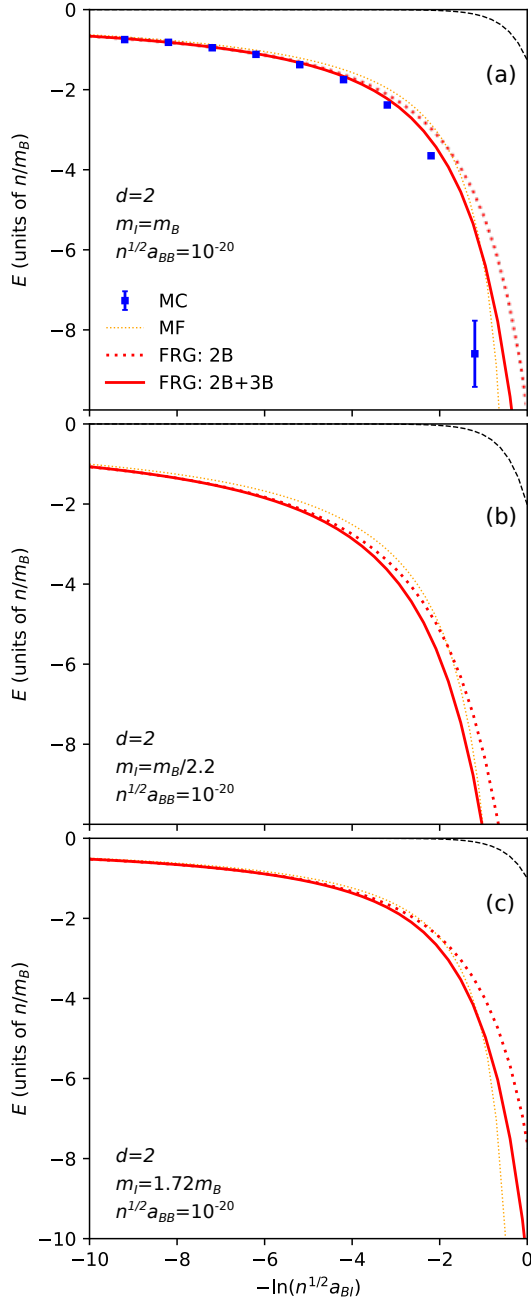 0
−2
−4
−6
−8
E (units of n/m_B)
(a)
d=2
m_I=m_B
n^{1/2}a_{BB}=10^{-20}
MC
MF
FRG: 2B
FRG: 2B+3B
0
−2
−4
−6
−8
E (units of n/m_B)
(b)
d=2
m_I=m_B/2.2
n^{1/2}a_{BB}=10^{-20}
0
−2
−4
−6
−8
−10
E (units of n/m_B)
(c)
d=2
m_I=1.72m_B
n^{1/2}a_{BB}=10^{-20}
−10 −8 −6 −4 −2 0
−ln(n^{1/2}a_{BI})